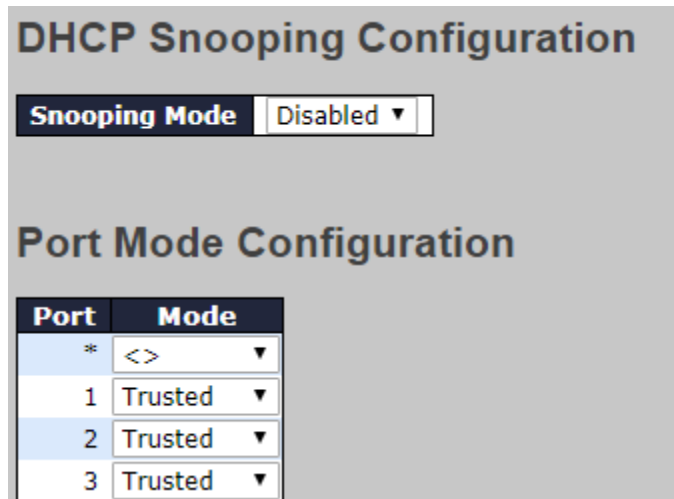 DHCP Snooping Configuration
Snooping Mode Disabled ▼
Port Mode Configuration
Port Mode
* <> ▼
1 Trusted ▼
2 Trusted ▼
3 Trusted ▼